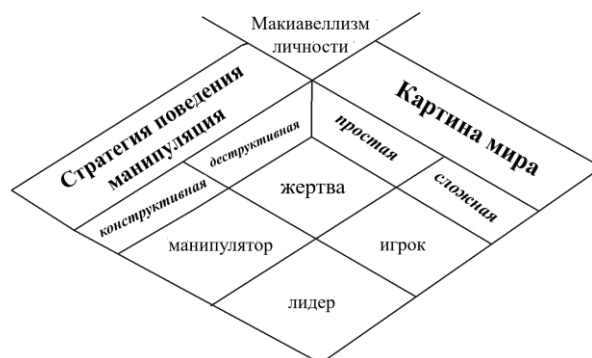 Макиавеллизм
личности
Стратегия поведения
манипуляция
Картина мира
деструктивная
простая
конструктивная
сложная
жертва
манипулятор
игрок
лидер